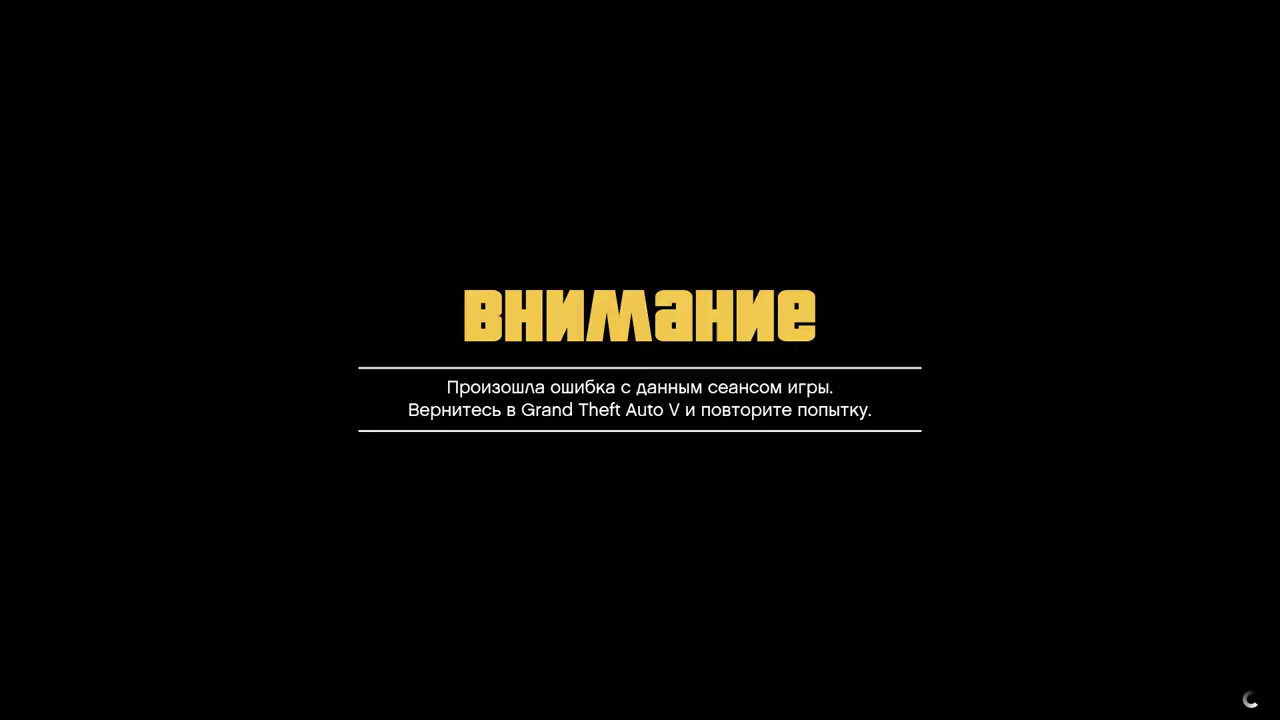 внимание
Произошла ошибка с данным сеансом игры.
Вернитесь в Grand Theft Auto V и повторите попытку.